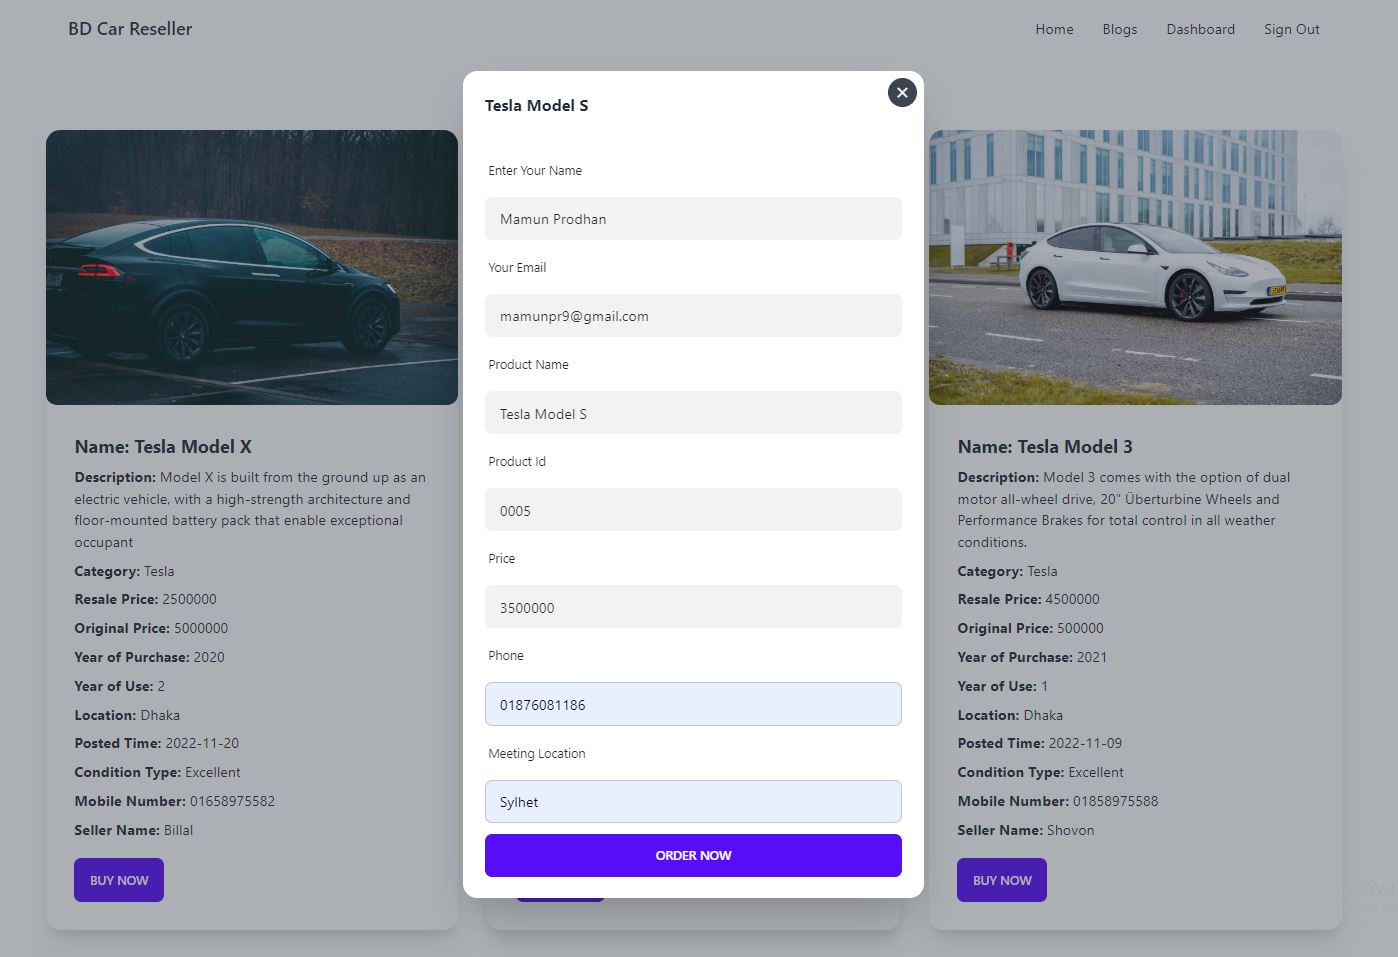 BD Car Reseller
Home
Blogs
Dashboard
Sign Out
Tesla Model S
Enter Your Name
Mamun Prodhan
Your Email
mamunpr9@gmail.com
Product Name
Tesla Model S
Product Id
0005
Price
3500000
Phone
01876081186
Meeting Location
Sylhet
ORDER NOW
Name: Tesla Model X
Description: Model X is built from the ground up as an
electric vehicle, with a high-strength architecture and
floor-mounted battery pack that enable exceptional
occupant
Category: Tesla
Resale Price: 2500000
Original Price: 5000000
Year of Purchase: 2020
Year of Use: 2
Location: Dhaka
Posted Time: 2022-11-20
Condition Type: Excellent
Mobile Number: 01658975582
Seller Name: Billal
BUY NOW
Name: Tesla Model 3
Description: Model 3 comes with the option of dual
motor all-wheel drive, 20” Überturbine Wheels and
Performance Brakes for total control in all weather
conditions.
Category: Tesla
Resale Price: 4500000
Original Price: 500000
Year of Purchase: 2021
Year of Use: 1
Location: Dhaka
Posted Time: 2022-11-09
Condition Type: Excellent
Mobile Number: 01858975588
Seller Name: Shovon
BUY NOW